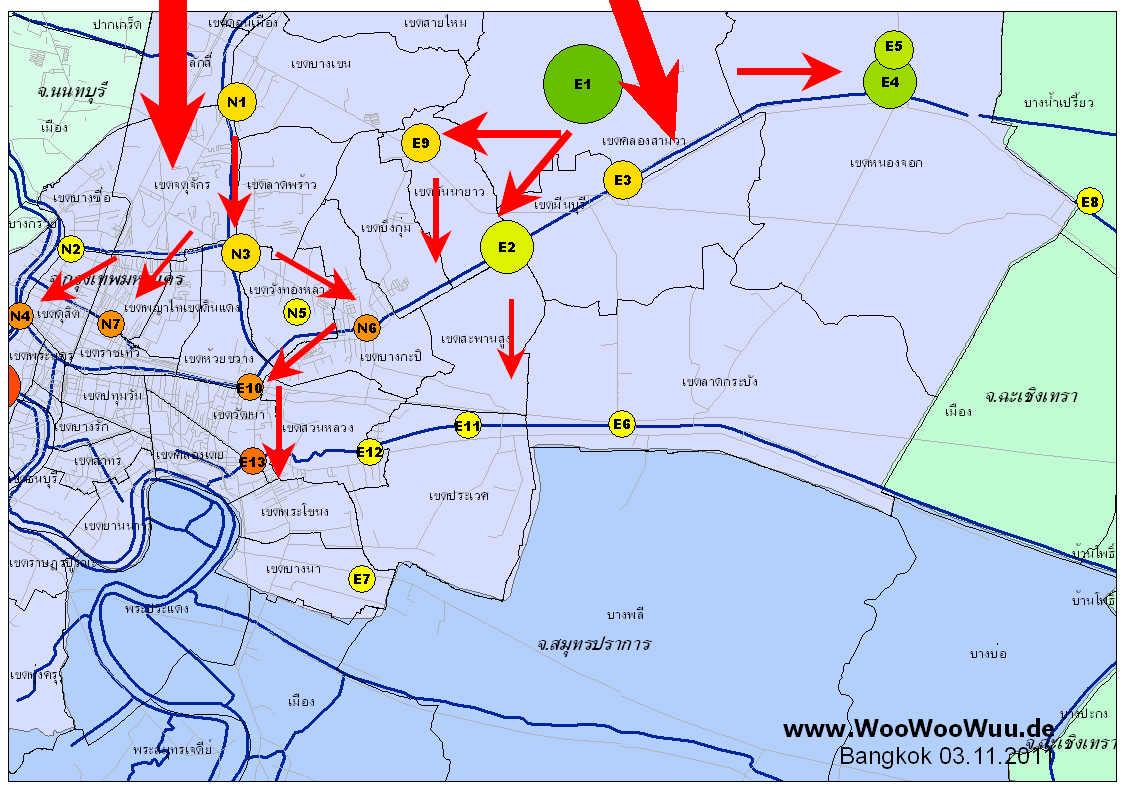 ปากเกร็ด
เขตดอนเมือง
เขตสายไหม
หลักสี่
เขตบางเขน
E5
E1
E4
จ.นนทบุรี
N1
บางน้ำเปรี้ยว
เมือง
E9
เขตคลองสามวา
เขตหนองจอก
เขตจตุจักร
เขตลาดพร้าว
E3
เขตคันนายาว
เขตบางซื่อ
E8
เขตมีนบุรี
บางกรวย
เขตบึงกุ่ม
N2
N3
E2
จ.กรุงเทพมหานคร
เขตวังทองหลาง
N4
เขตดุสิต
เขตพญาไท
เขตดินแดง
N5
N7
N6
เขตสะพานสูง
เขตพระนคร
เขตราชเทวี
เขตห้วยขวาง
เขตบางกะปิ
E10
เขตลาดกระบัง
เขตปทุมวัน
จ.ฉะเชิงเทรา
เมือง
เขตวัฒนา
เขตบางรัก
เขตสวนหลวง
E11
E6
เขตสาทร
เขตคลองเตย
E13
E12
เขตธนบุรี
เขตประเวศ
เขตยานนาวา
เขตพระโขนง
เขตราษฎร์บูรณะ
เขตบางนา
E7
บ้านโพธิ์
บ้านโพธิ์
พระประแดง
บางพลี
จ.สมุทรปราการ
บางบ่อ
เขตทุ่งครุ
เมือง
บางปะกง
www.WooWooWuu.de
จ.ฉะเชิงเทรา
พระสมุทรเจดีย์
Bangkok 03.11.2011